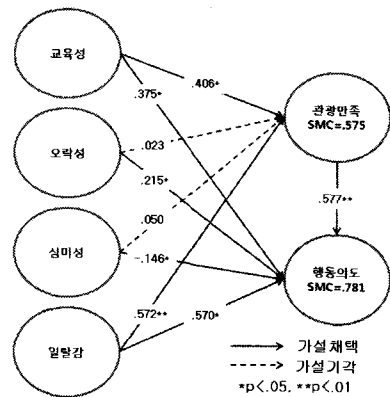 교육성
오락성
심미성
일탈감
관광만족
SMC=.575
행동의도
SMC=.781
.406*
.375*
.023
.215*
.050
-.146*
.572**
.570*
.577**
가설채택
가설기각
*p<.05, **p<.01